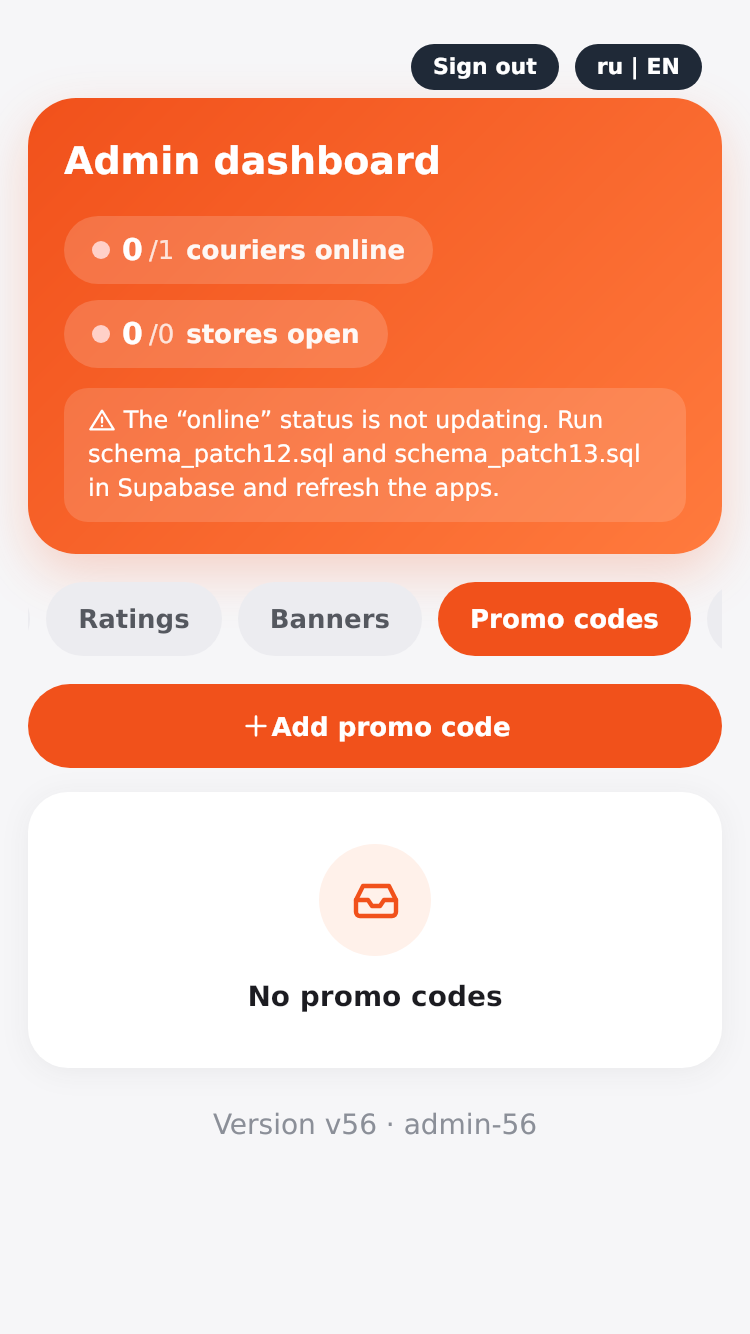 Sign out
ru | EN
Admin dashboard
0 /1 couriers online
0 /0 stores open
The “online” status is not updating. Run
schema_patch12.sql and schema_patch13.sql
in Supabase and refresh the apps.
Ratings
Banners
Promo codes
+Add promo code
No promo codes
Version v56 · admin-56